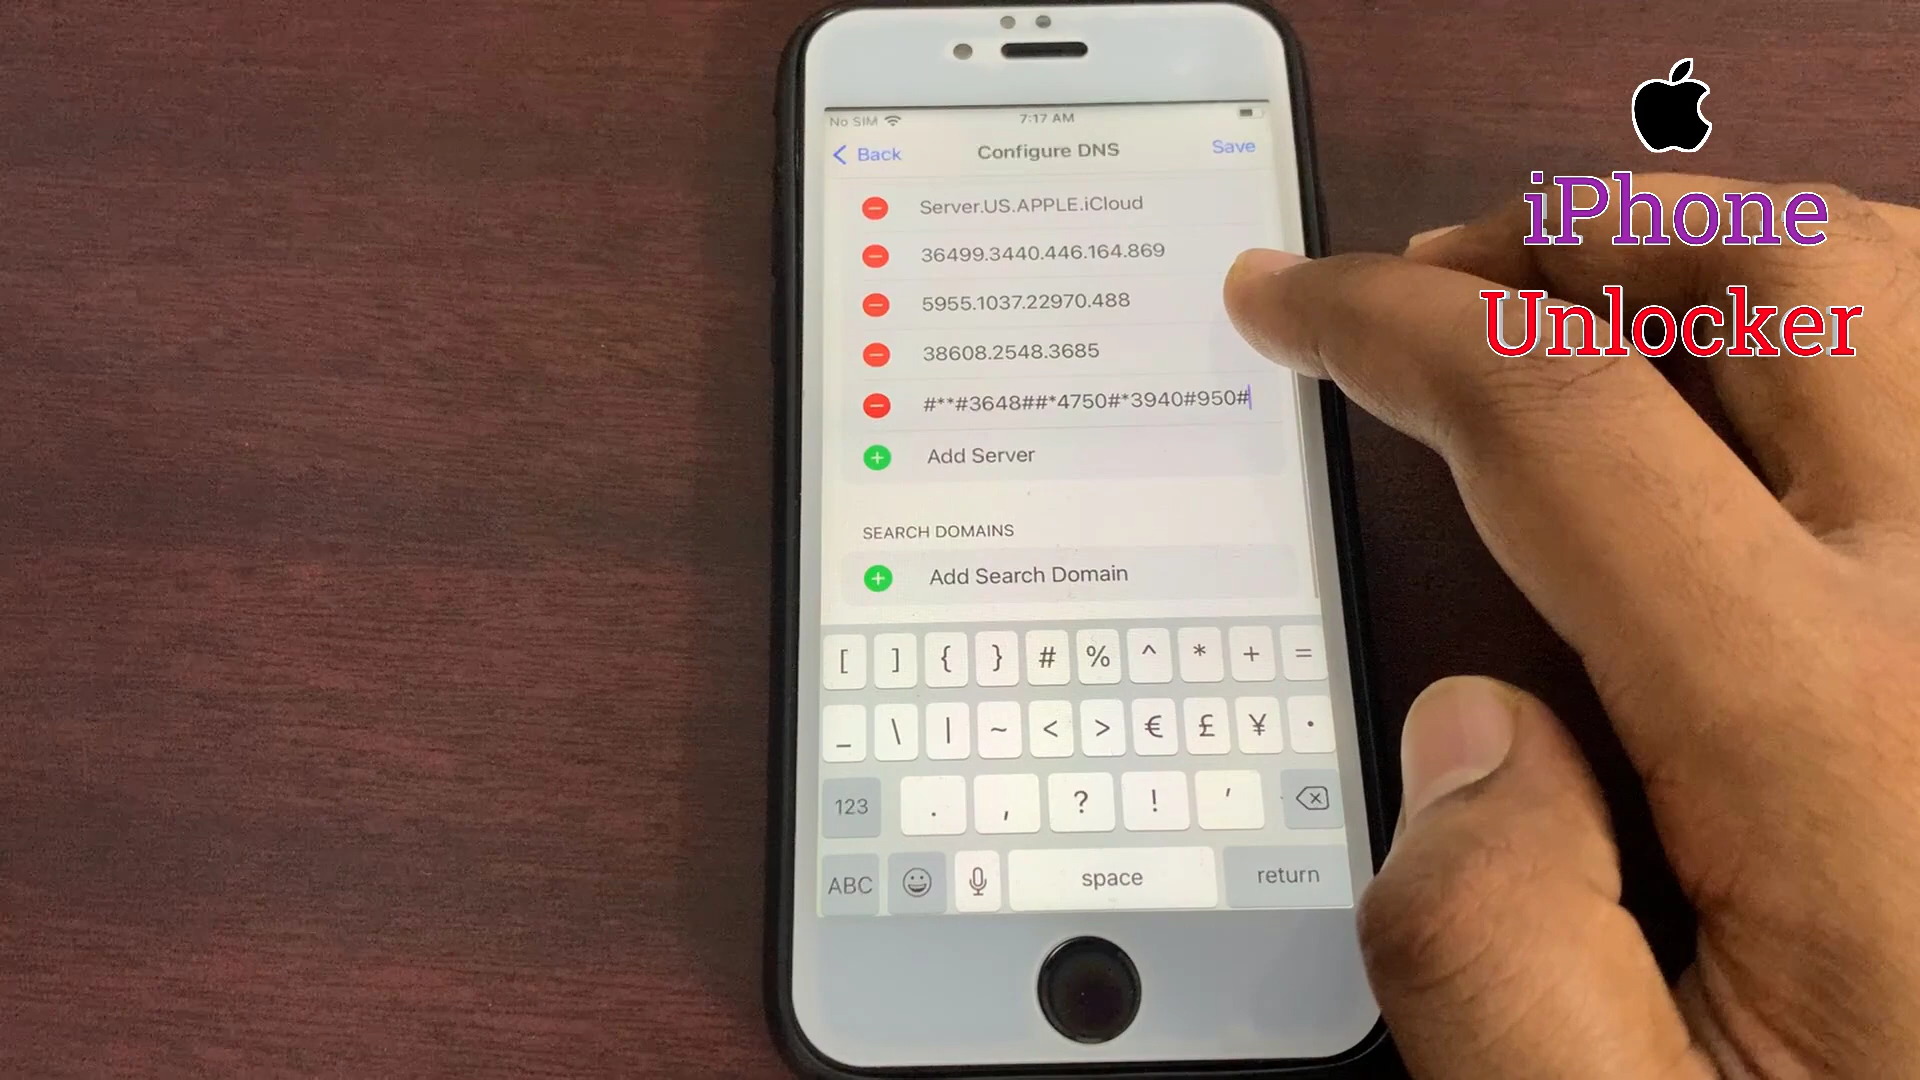 No SIM 7:17 AM
Back Configure DNS Save
Server.US.APPLE.iCloud
36499.3440.446.164.869
5955.1037.22970.488
38608.2548.3685
#**#3648##*4750#*3940#950#
Add Server
SEARCH DOMAINS
Add Search Domain
[ ] { } # % ^ * + =
_ \ | ~ < > € £ ¥ •
123 . , ? ! '
ABC space return
iPhone
Unlocker